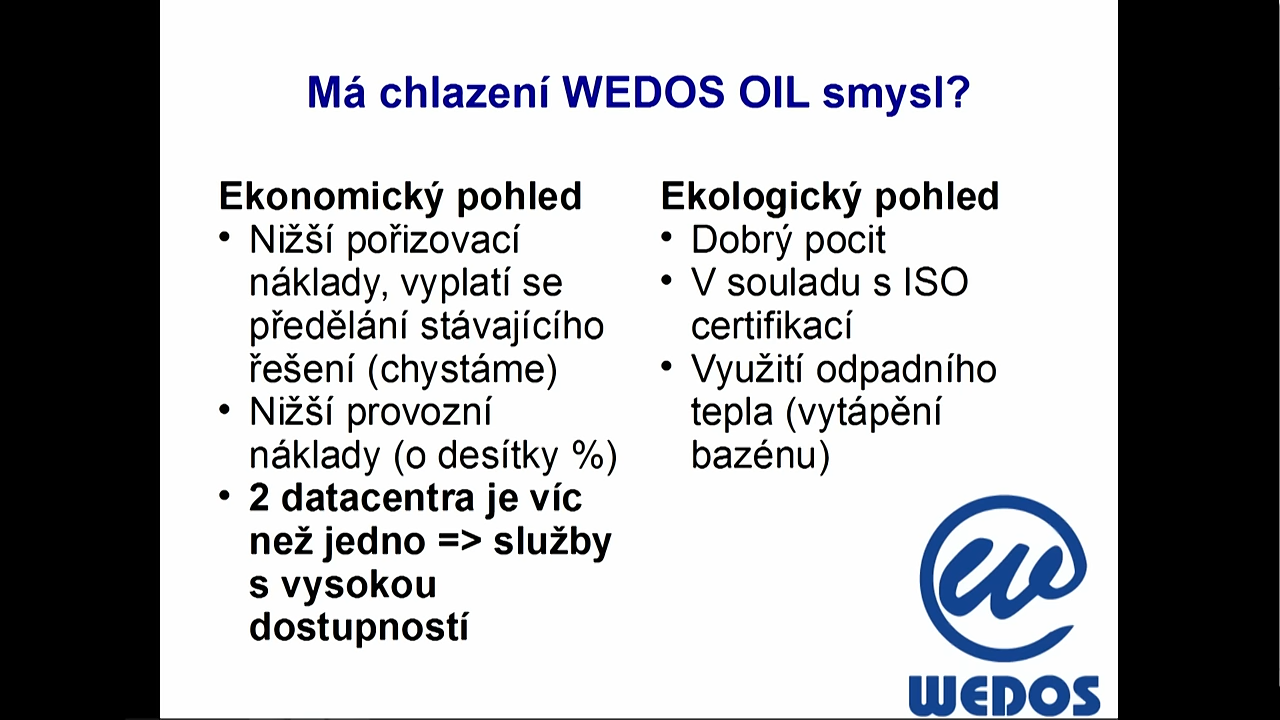 Má chlazení WEDOS OIL smysl?
Ekonomický pohled
• Nižší pořizovací
náklady, vyplatí se
předělání stávajícího
řešení (chystáme)
• Nižší provozní
náklady (o desítky %)
• 2 datacentra je víc
než jedno => služby
s vysokou
dostupností
Ekologický pohled
• Dobrý pocit
• V souladu s ISO
certifikací
• Využití odpadního
tepla (vytápění
bazénu)
WEDOS